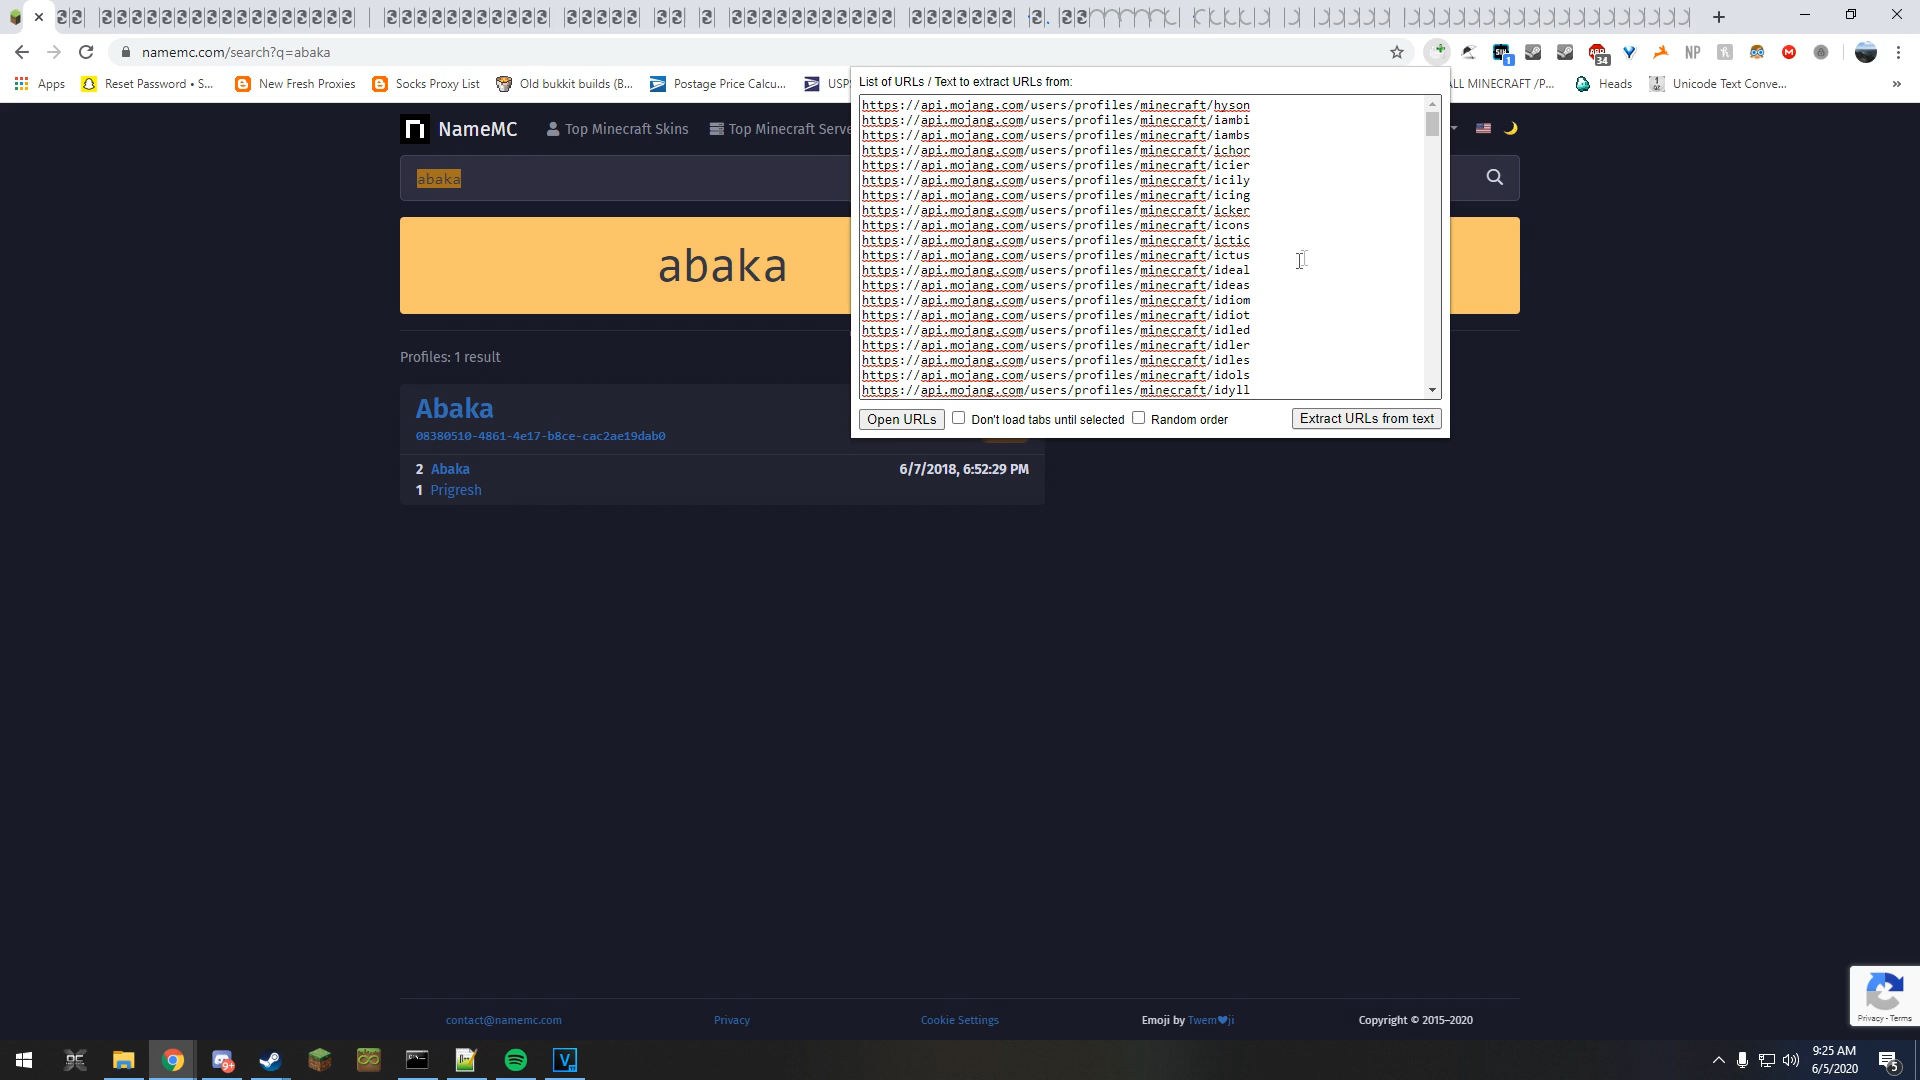 namemc.com/search?q=abaka
Apps
Reset Password • S...
New Fresh Proxies
Socks Proxy List
Old bukkit builds (B...
Postage Price Calcu...
USP
ALL MINECRAFT /P...
Heads
Unicode Text Conve...
»
List of URLs / Text to extract URLs from:
https://api.mojang.com/users/profiles/minecraft/hyson
https://api.mojang.com/users/profiles/minecraft/iambi
https://api.mojang.com/users/profiles/minecraft/iambs
https://api.mojang.com/users/profiles/minecraft/ichor
https://api.mojang.com/users/profiles/minecraft/icier
https://api.mojang.com/users/profiles/minecraft/icily
https://api.mojang.com/users/profiles/minecraft/icing
https://api.mojang.com/users/profiles/minecraft/icker
https://api.mojang.com/users/profiles/minecraft/icons
https://api.mojang.com/users/profiles/minecraft/ictic
https://api.mojang.com/users/profiles/minecraft/ictus
https://api.mojang.com/users/profiles/minecraft/ideal
https://api.mojang.com/users/profiles/minecraft/ideas
https://api.mojang.com/users/profiles/minecraft/idiom
https://api.mojang.com/users/profiles/minecraft/idiot
https://api.mojang.com/users/profiles/minecraft/idled
https://api.mojang.com/users/profiles/minecraft/idler
https://api.mojang.com/users/profiles/minecraft/idles
https://api.mojang.com/users/profiles/minecraft/idols
https://api.mojang.com/users/profiles/minecraft/idyll
Open URLs
Don't load tabs until selected
Random order
Extract URLs from text
NameMC
Top Minecraft Skins
Top Minecraft Serve
abaka
abaka
Profiles: 1 result
Abaka
08380510-4861-4e17-b8ce-cac2ae19dab0
2 Abaka 6/7/2018, 6:52:29 PM
1 Prigresh
contact@namemc.com
Privacy
Cookie Settings
Emoji by Twem♥ji
Copyright © 2015–2020
Privacy - Terms
9:25 AM
6/5/2020